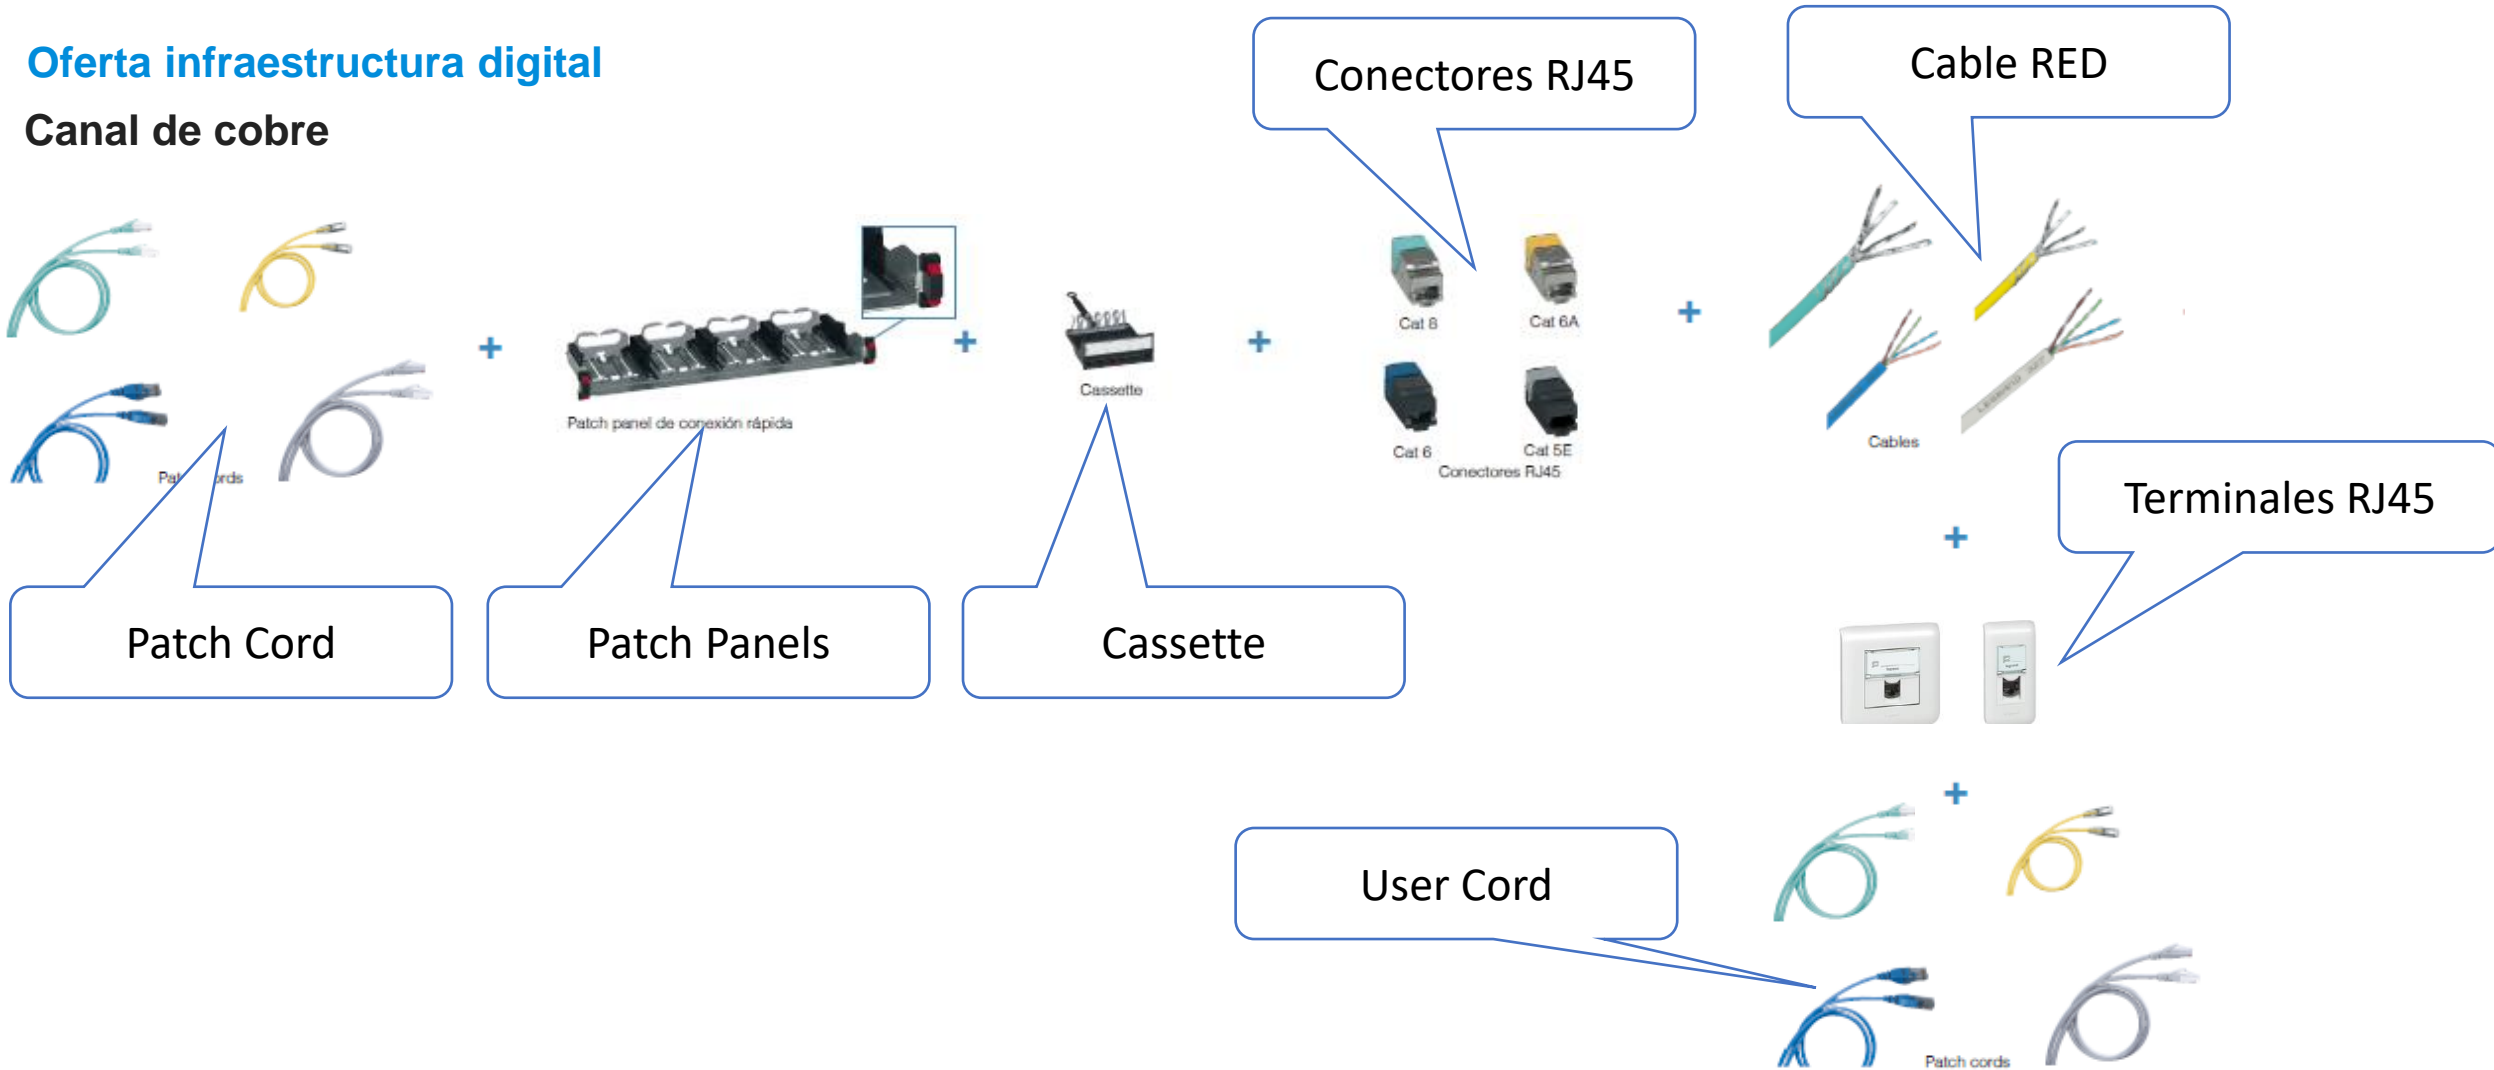 Oferta infraestructura digital
Canal de cobre
Conectores RJ45
Cable RED
Cat 8
Cat 6A
Cassette
Patch panel de conexión rápida
Cat 6
Cat 5E
Conectores RJ45
Cables
Terminales RJ45
Patch Cord
Patch Panels
Cassette
User Cord
Patch cords